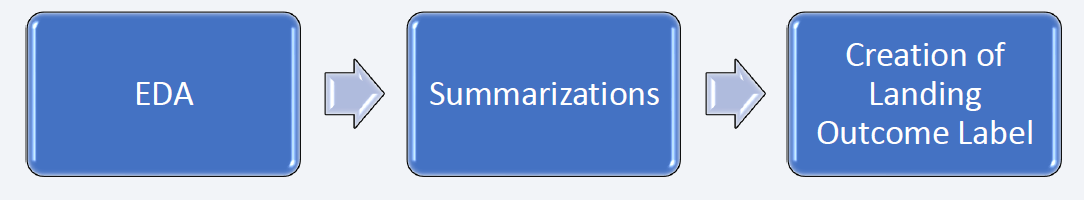 EDA
Summarizations
Creation of
Landing
Outcome Label